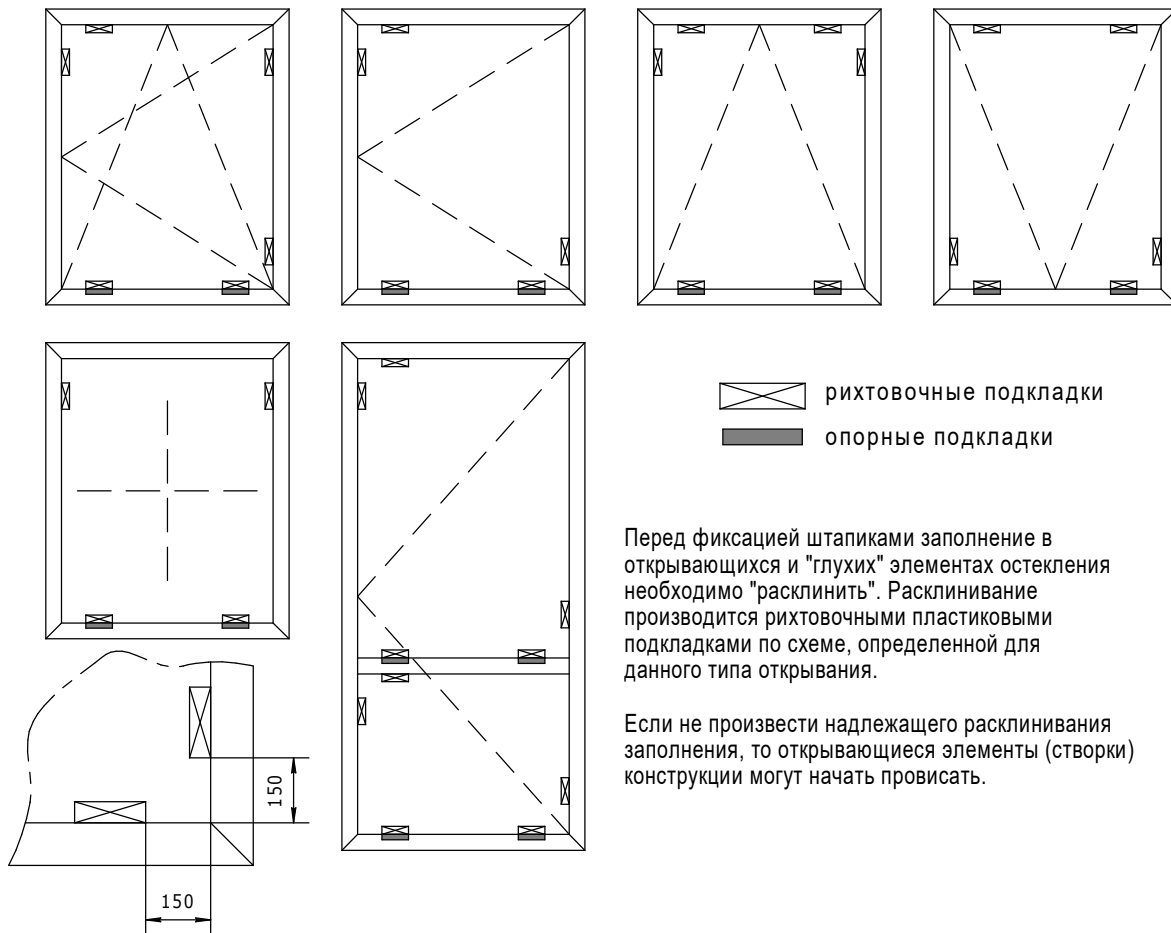 рихтовочные подкладки
опорные подкладки
Перед фиксацией штапиками заполнение в
открывающихся и "глухих" элементах остекления
необходимо "расклинить". Расклинивание
производится рихтовочными пластиковыми
подкладками по схеме, определенной для
данного типа открывания.
Если не произвести надлежащего расклинивания
заполнения, то открывающиеся элементы (створки)
конструкции могут начать провисать.
150
150